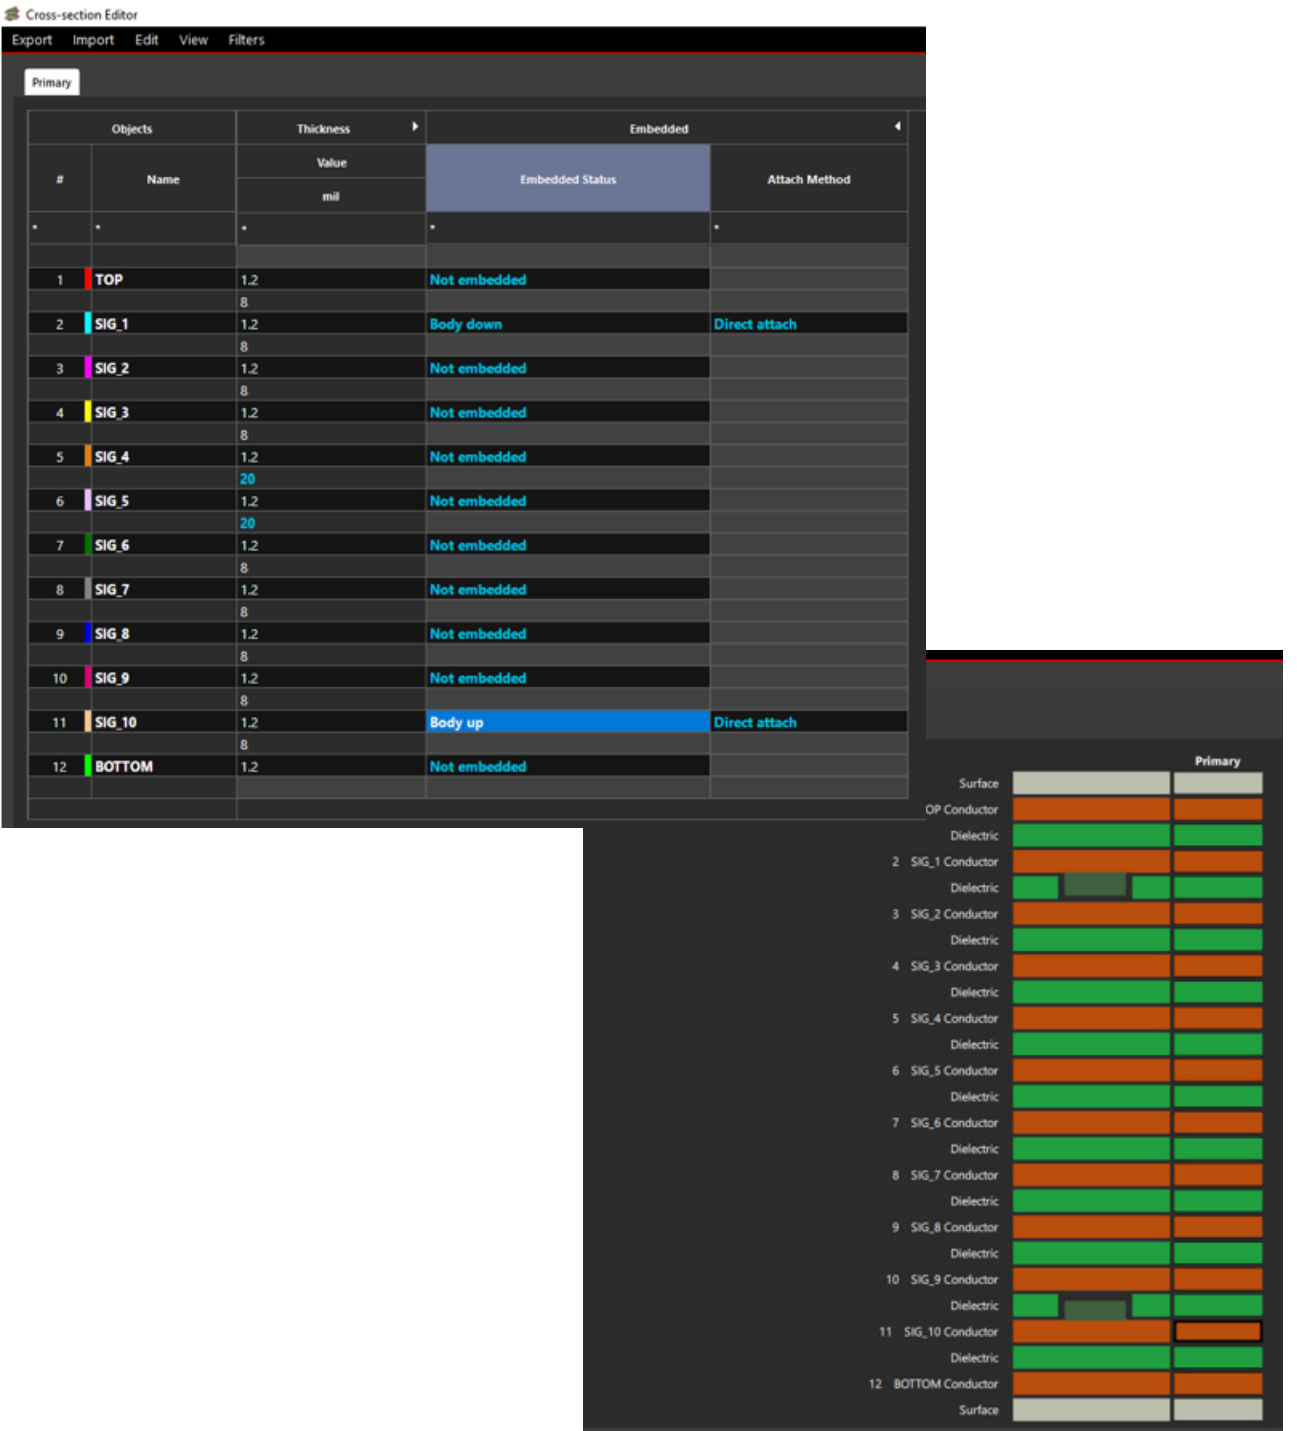 Cross-section Editor
Export Import Edit View Filters
Primary
Objects Thickness Embedded
# Name Value mil Embedded Status Attach Method
* * * * *
1 TOP 1.2 Not embedded
8
2 SIG_1 1.2 Body down Direct attach
8
3 SIG_2 1.2 Not embedded
8
4 SIG_3 1.2 Not embedded
8
5 SIG_4 1.2 Not embedded
20
6 SIG_5 1.2 Not embedded
20
7 SIG_6 1.2 Not embedded
8
8 SIG_7 1.2 Not embedded
8
9 SIG_8 1.2 Not embedded
8
10 SIG_9 1.2 Not embedded
8
11 SIG_10 1.2 Body up Direct attach
8
12 BOTTOM 1.2 Not embedded
Primary
Surface
OP Conductor
Dielectric
2 SIG_1 Conductor
Dielectric
3 SIG_2 Conductor
Dielectric
4 SIG_3 Conductor
Dielectric
5 SIG_4 Conductor
Dielectric
6 SIG_5 Conductor
Dielectric
7 SIG_6 Conductor
Dielectric
8 SIG_7 Conductor
Dielectric
9 SIG_8 Conductor
Dielectric
10 SIG_9 Conductor
Dielectric
11 SIG_10 Conductor
Dielectric
12 BOTTOM Conductor
Surface